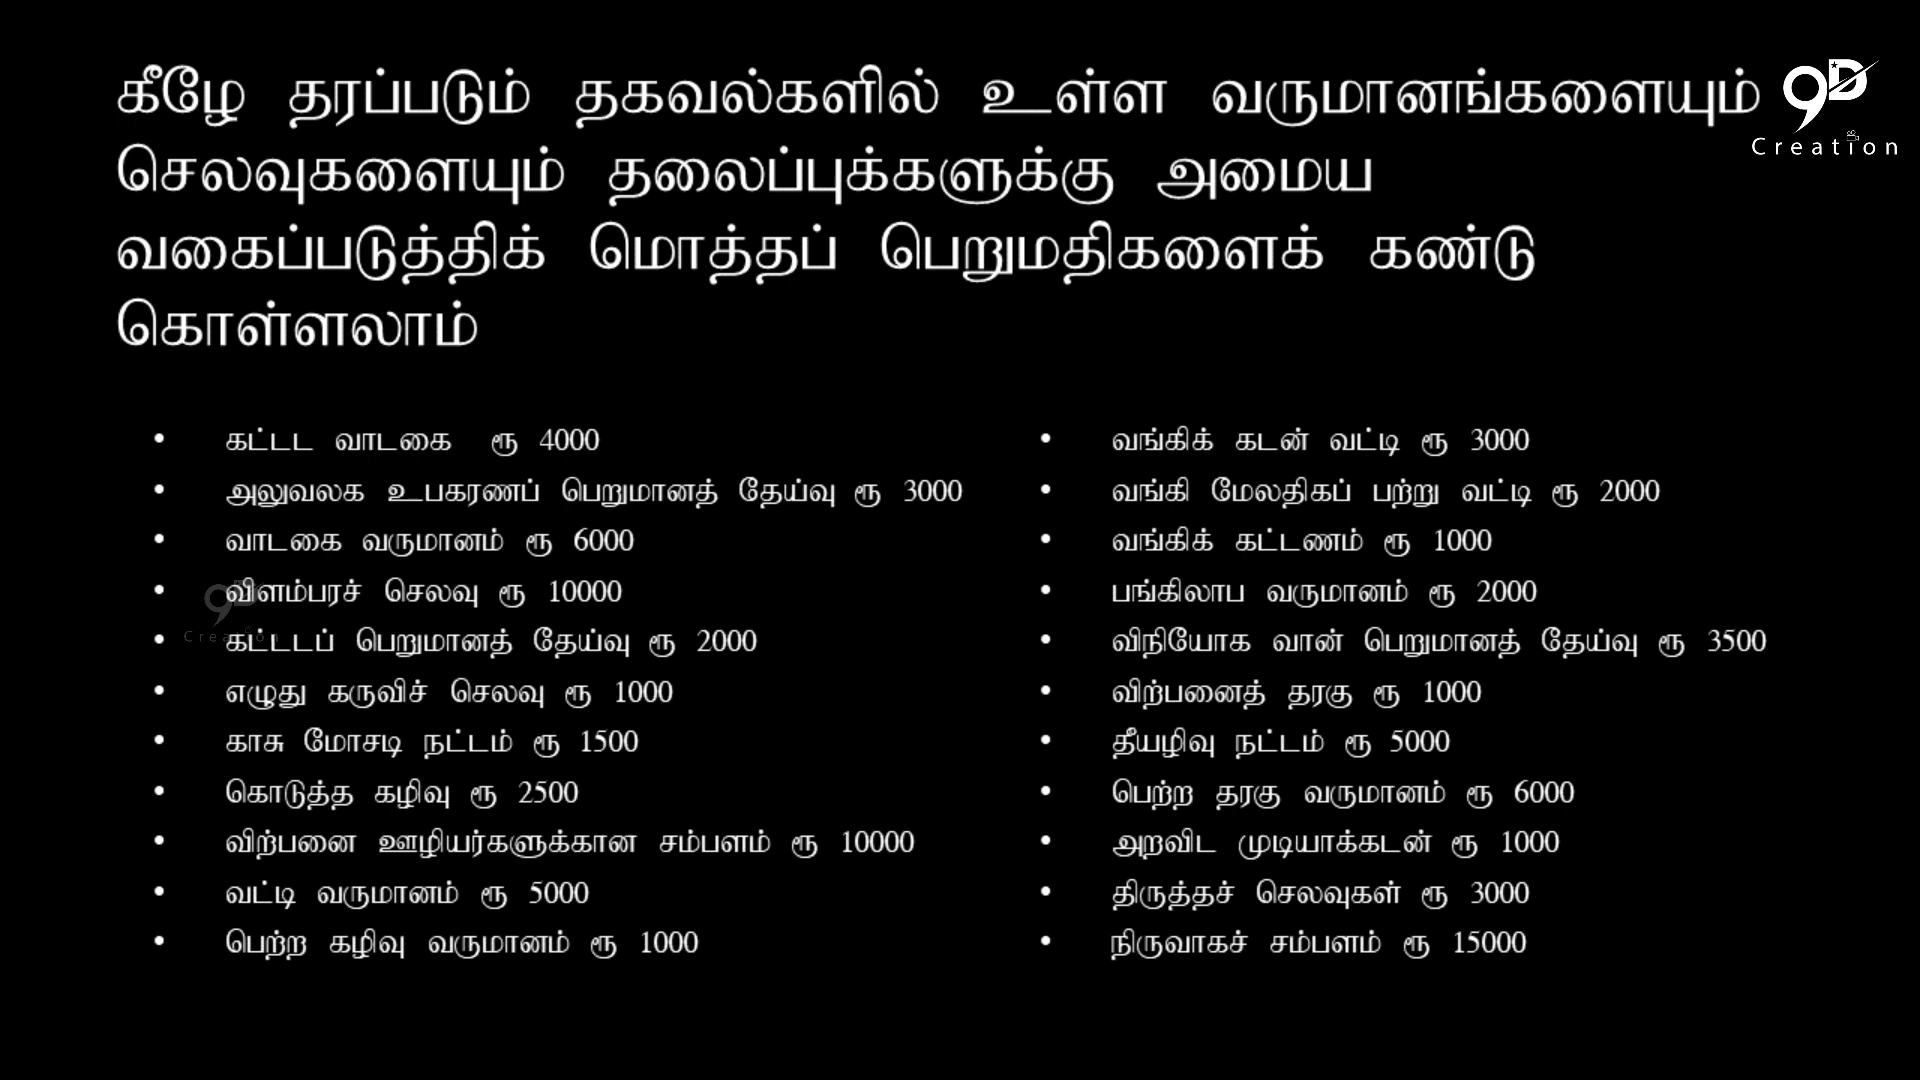 கீழே தரப்படும் தகவல்களில் உள்ள வருமானங்களையும்
செலவுகளையும் தலைப்புக்களுக்கு அமைய
வகைப்படுத்திக் மொத்தப் பெறுமதிகளைக் கண்டு
கொள்ளலாம்
9D
Creation
• கட்டட வாடகை ரூ 4000
• அலுவலக உபகரணப் பெறுமானத் தேய்வு ரூ 3000
• வாடகை வருமானம் ரூ 6000
• விளம்பரச் செலவு ரூ 10000
• கட்டடப் பெறுமானத் தேய்வு ரூ 2000
• எழுது கருவிச் செலவு ரூ 1000
• காசு மோசடி நட்டம் ரூ 1500
• கொடுத்த கழிவு ரூ 2500
• விற்பனை ஊழியர்களுக்கான சம்பளம் ரூ 10000
• வட்டி வருமானம் ரூ 5000
• பெற்ற கழிவு வருமானம் ரூ 1000
• வங்கிக் கடன் வட்டி ரூ 3000
• வங்கி மேலதிகப் பற்று வட்டி ரூ 2000
• வங்கிக் கட்டணம் ரூ 1000
• பங்கிலாப வருமானம் ரூ 2000
• விநியோக வான் பெறுமானத் தேய்வு ரூ 3500
• விற்பனைத் தரகு ரூ 1000
• தீயழிவு நட்டம் ரூ 5000
• பெற்ற தரகு வருமானம் ரூ 6000
• அறவிட முடியாக்கடன் ரூ 1000
• திருத்தச் செலவுகள் ரூ 3000
• நிருவாகச் சம்பளம் ரூ 15000
9D
Creation